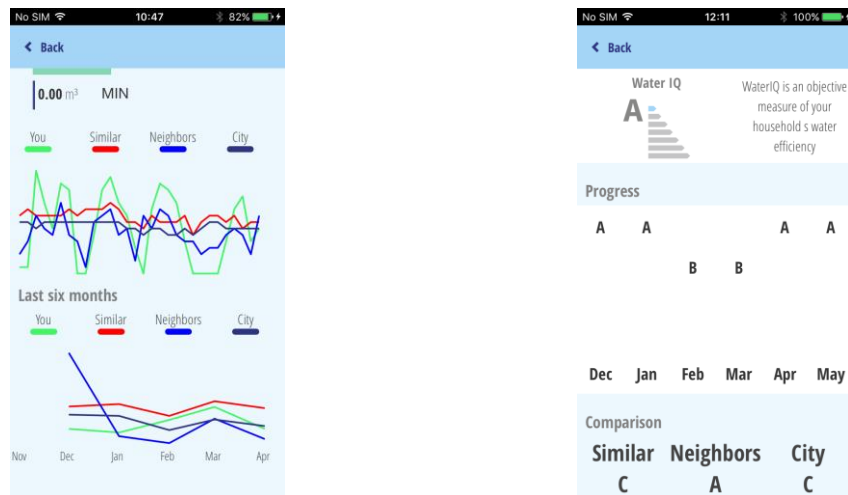 No SIM 10:47 82%
Back
0.00 m³ MIN
You Similar Neighbors City
Last six months
You Similar Neighbors City
Nov Dec Jan Feb Mar Apr
No SIM 12:11 100%
Back
Water IQ
A
WaterIQ is an objective
measure of your
household s water
efficiency
Progress
A A A A
B B
Dec Jan Feb Mar Apr May
Comparison
Similar Neighbors City
C A C